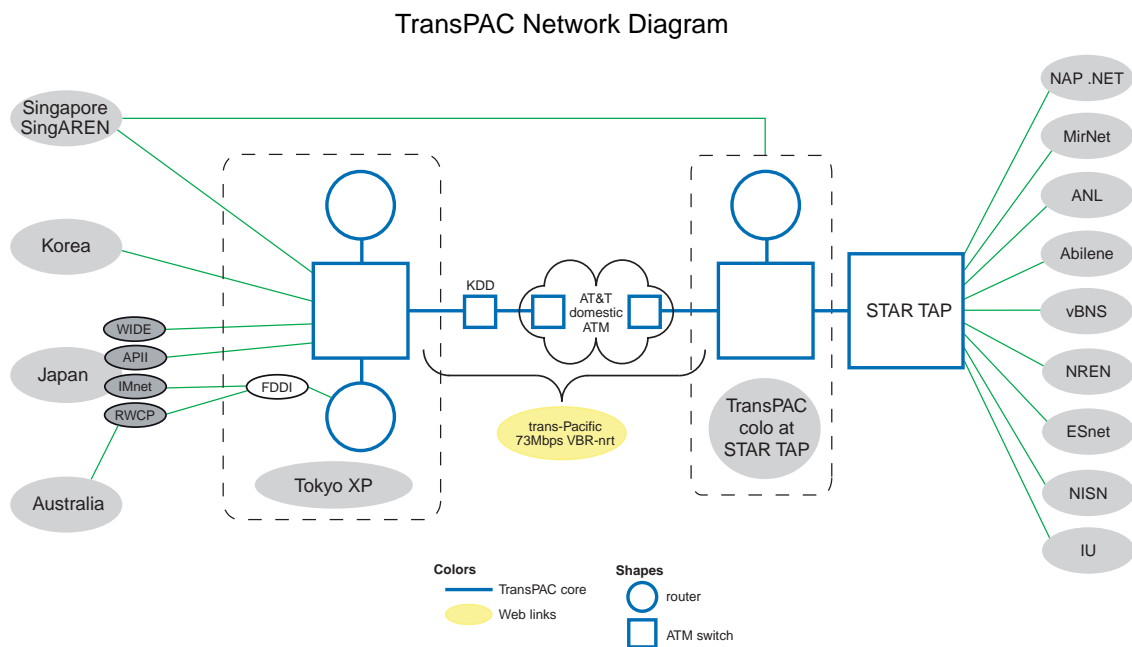 TransPAC Network Diagram
Singapore
SingAREN
Korea
Japan
WIDE
APII
IMnet
RWCP
FDDI
Australia
Tokyo XP
KDD
AT&T
domestic
ATM
trans-Pacific
73Mbps VBR-nrt
TransPAC
colo at
STAR TAP
STAR TAP
NAP .NET
MirNet
ANL
Abilene
vBNS
NREN
ESnet
NISN
IU
Colors
TransPAC core
Web links
Shapes
router
ATM switch